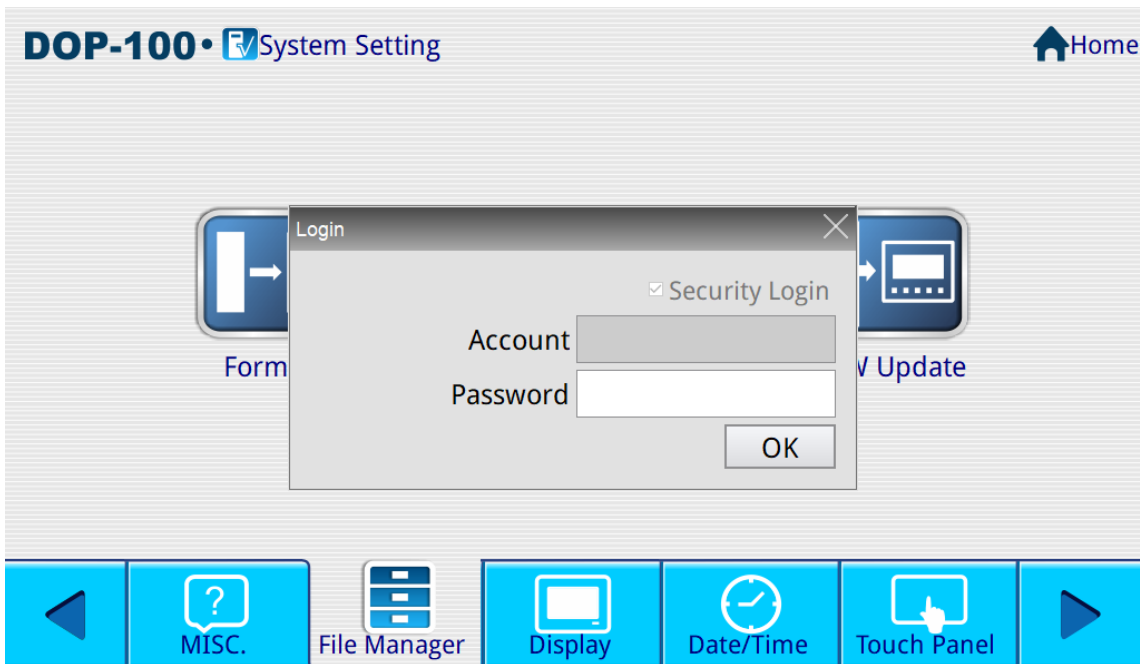 DOP-100 • System Setting
Home
Login
Security Login
Account
Password
OK
Form
Update
MISC.
File Manager
Display
Date/Time
Touch Panel